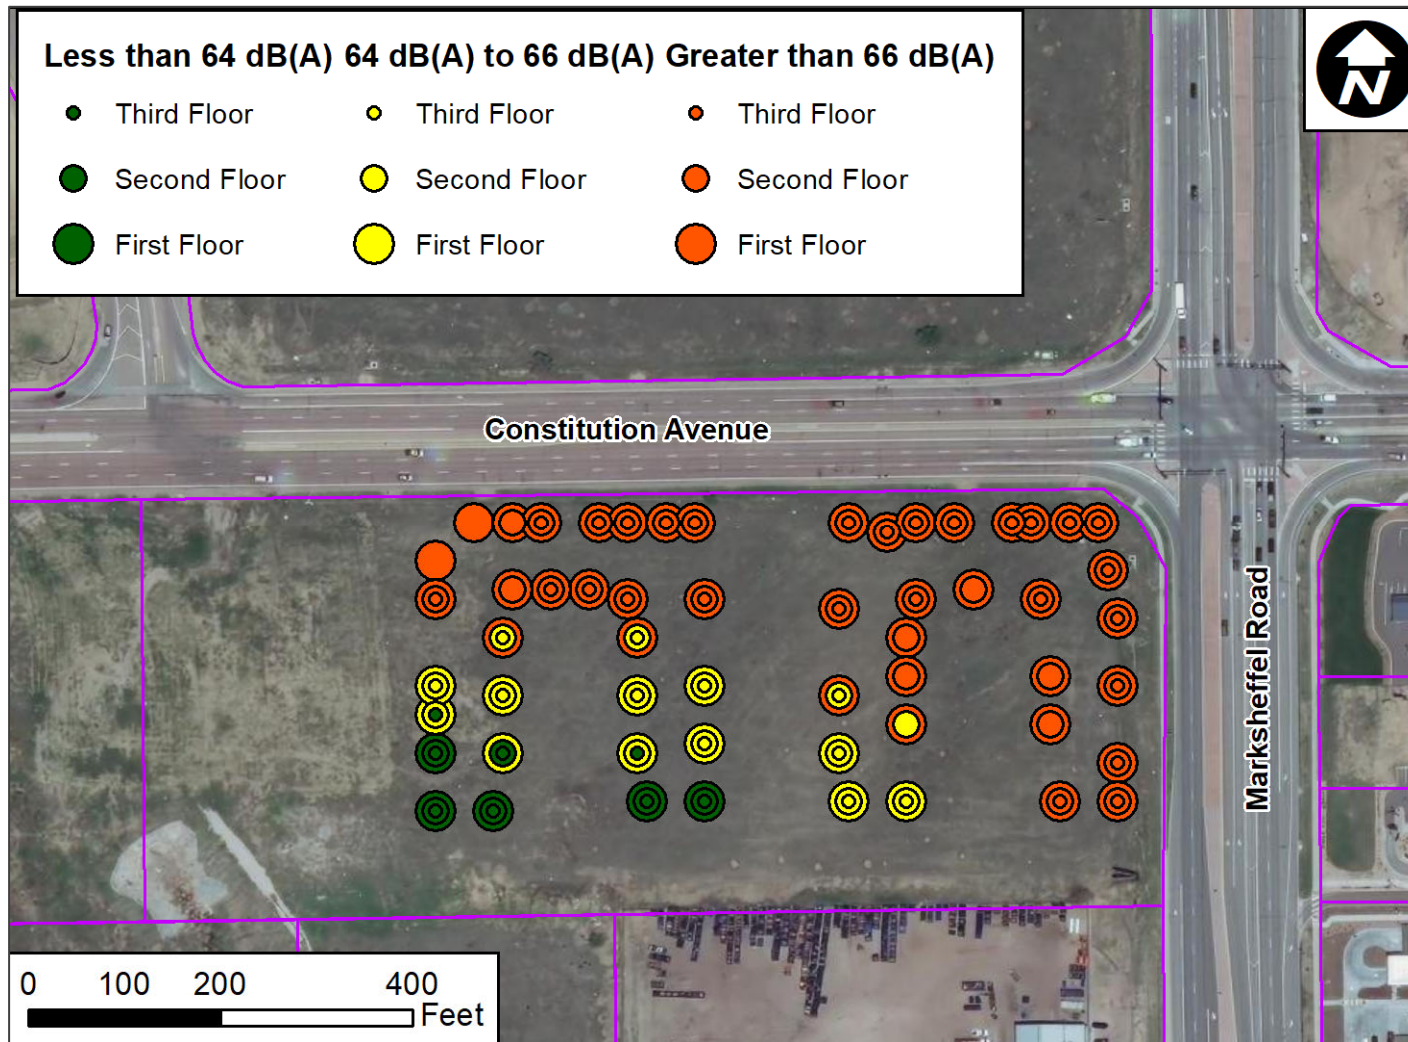 Less than 64 dB(A) 64 dB(A) to 66 dB(A) Greater than 66 dB(A)
Third Floor Third Floor Third Floor
Second Floor Second Floor Second Floor
First Floor First Floor First Floor
N
Constitution Avenue
Marksheffel Road
0 100 200 400
Feet